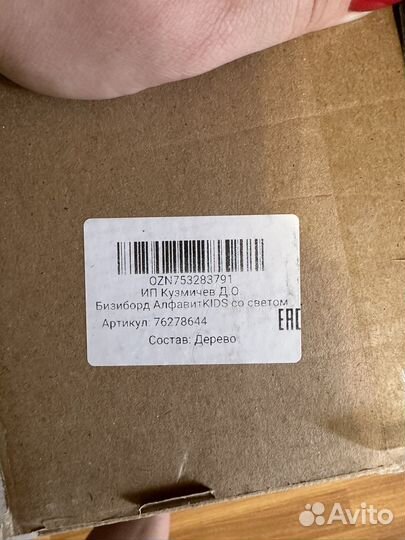 OZN753283791
ИП Кузмичев Д.О.
Бизиборд АлфавитKIDS со светом
Артикул: 76278644
EAC
Состав: Дерево
Avito